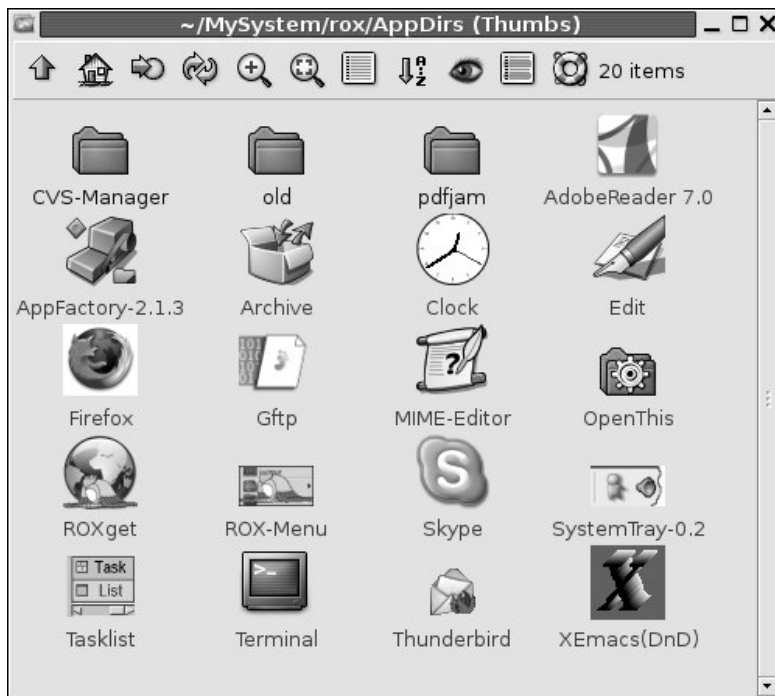 ~/MySystem/rox/AppDirs (Thumbs)
20 items
CVS-Manager old pdfjam AdobeReader 7.0
AppFactory-2.1.3 Archive Clock Edit
Firefox Gftp MIME-Editor OpenThis
ROXget ROX-Menu Skype SystemTray-0.2
Task
List
Tasklist Terminal Thunderbird XEmacs(DnD)